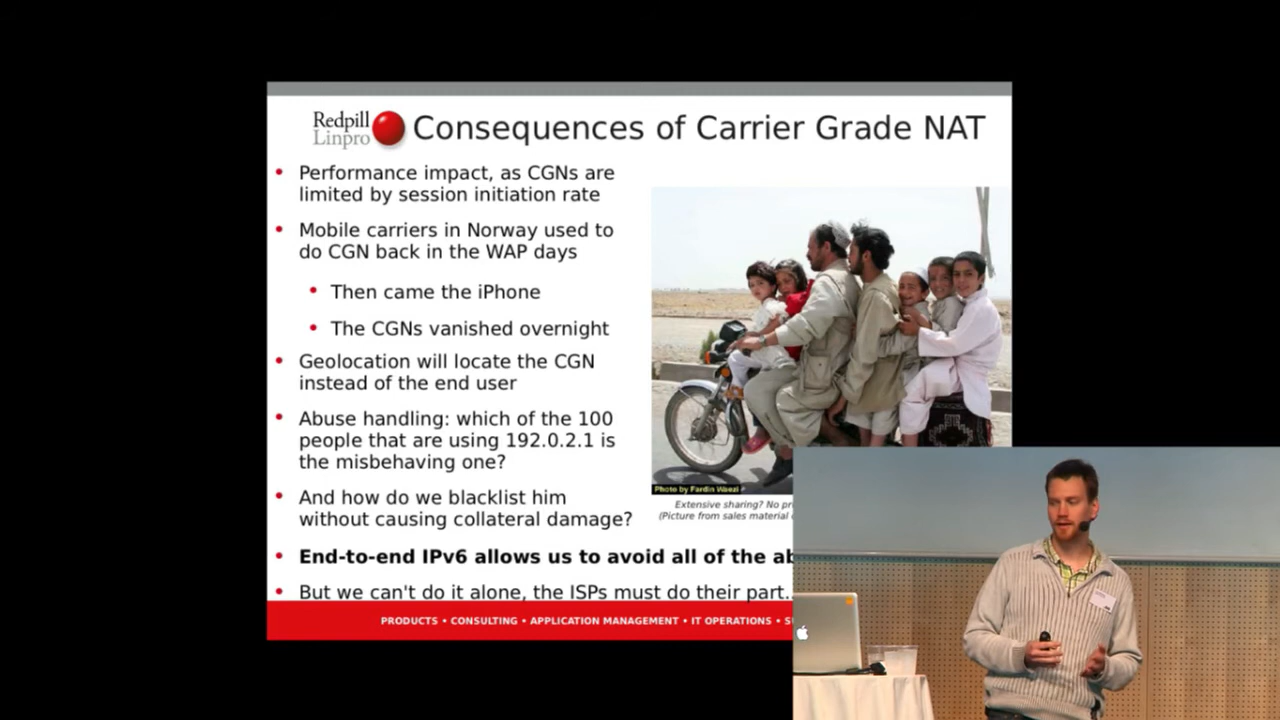 Redpill
Linpro
Consequences of Carrier Grade NAT
• Performance impact, as CGNs are
limited by session initiation rate
• Mobile carriers in Norway used to
do CGN back in the WAP days
• Then came the iPhone
• The CGNs vanished overnight
• Geolocation will locate the CGN
instead of the end user
• Abuse handling: which of the 100
people that are using 192.0.2.1 is
the misbehaving one?
• And how do we blacklist him
without causing collateral damage?
• End-to-end IPv6 allows us to avoid all of the
• But we can't do it alone, the ISPs must do their part..
Photo by Fardin Waezi
Extensive sharing? No
(Picture from sales material
PRODUCTS • CONSULTING • APPLICATION MANAGEMENT • IT OPERATIONS •